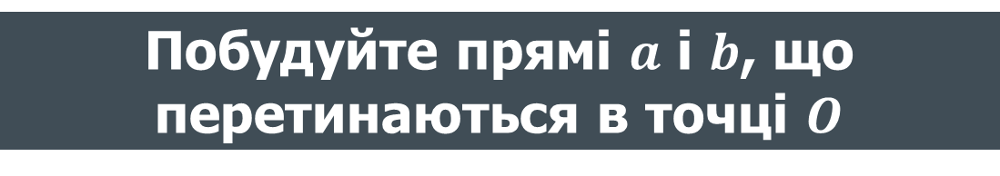 Побудуйте прямі a і b, що
перетинаються в точці O